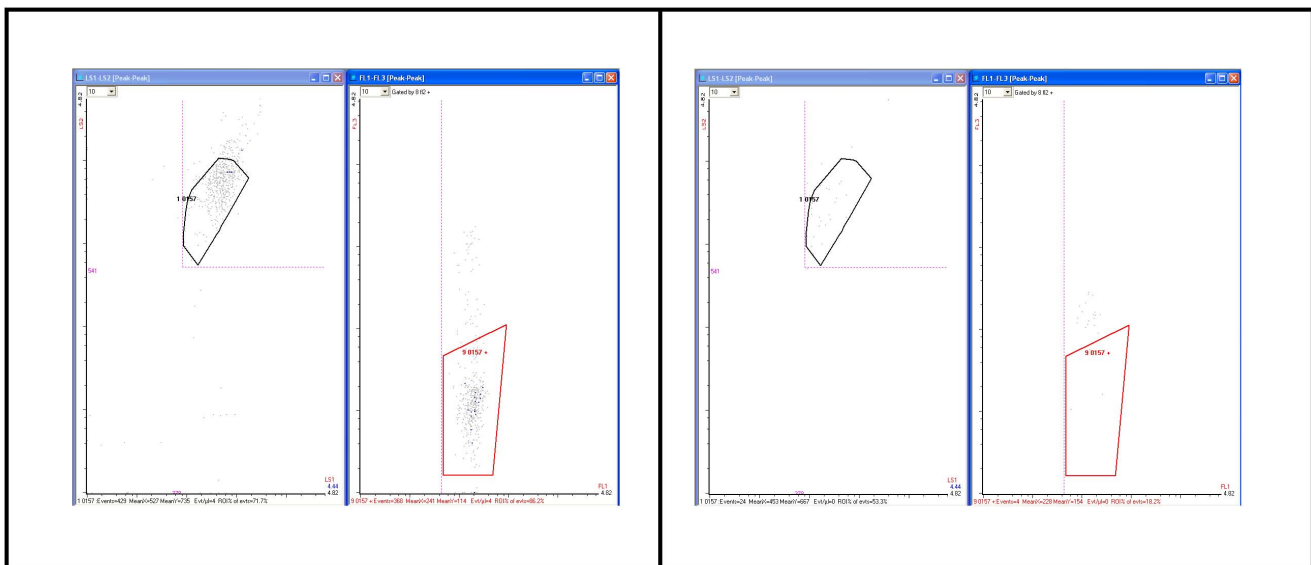 LS1-LS2 [Peak-Peak]
10
4.82
LS2
1 0157
541
LS1
4.44
4.82
1 0157 :Events=429 MeanX=527 MeanY=735 Evt/µl=4 ROI% of evts=71.7%
FL1-FL3 [Peak-Peak]
10
Gated by 8 fl2 +
4.82
FL3
9 0157 +
FL1
4.82
9 0157 +:Events=368 MeanX=241 MeanY=114 Evt/µl=4 ROI% of evts=86.2%
LS1-LS2 [Peak-Peak]
10
4.82
LS2
1 0157
541
LS1
4.44
4.82
1 0157 :Events=24 MeanX=453 MeanY=667 Evt/µl=0 ROI% of evts=53.3%
FL1-FL3 [Peak-Peak]
10
Gated by 8 fl2 +
4.82
FL3
9 0157 +
FL1
4.82
9 0157 +:Events=4 MeanX=228 MeanY=154 Evt/µl=0 ROI% of evts=18.2%